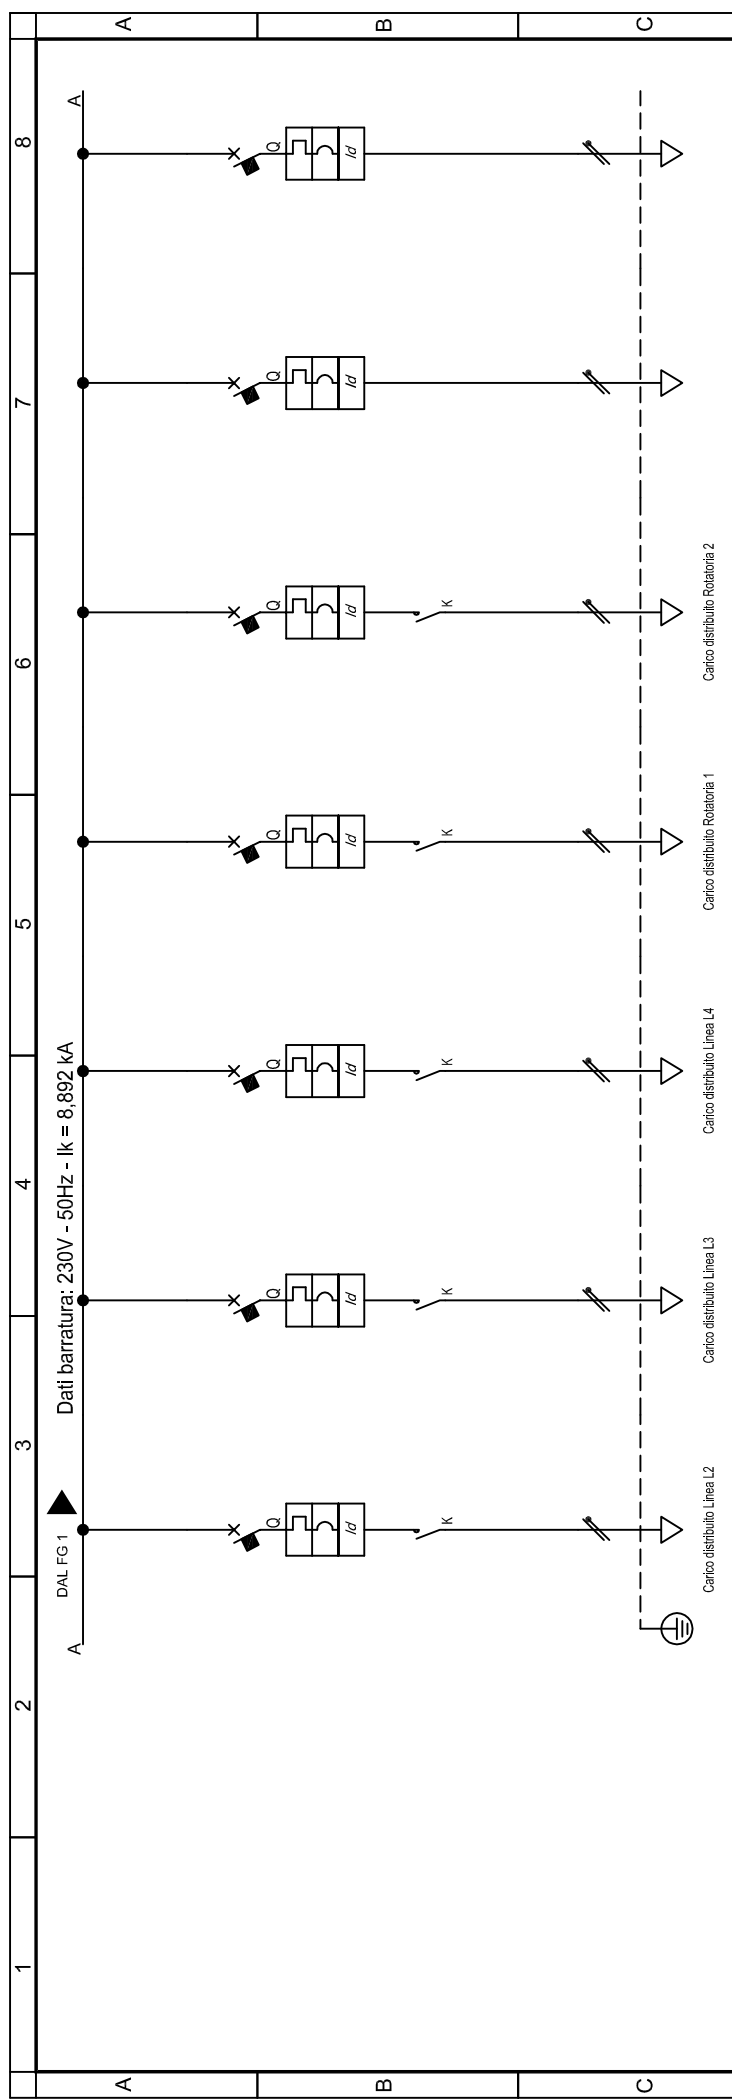 1 2 3 4 5 6 7 8
A A
B B
C C
DAL FG 1
Dati barratura: 230V - 50Hz - Ik = 8,892 kA
A A
Q Q Q Q Q Q Q
Id Id Id Id Id Id Id
K K K K K
Carico distribuito Linea L2
Carico distribuito Linea L3
Carico distribuito Linea L4
Carico distribuito Rotatoria 1
Carico distribuito Rotatoria 2